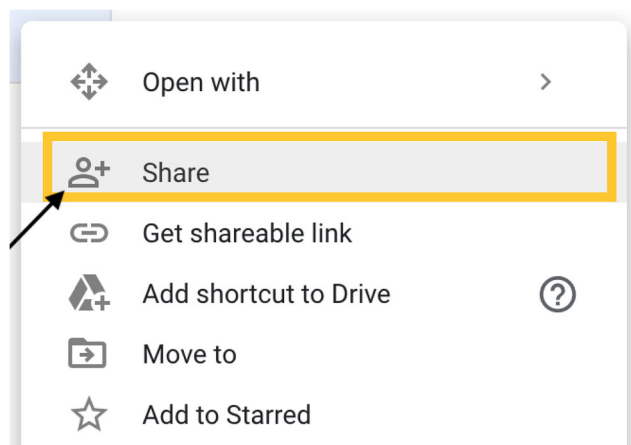 Open with
Share
Get shareable link
Add shortcut to Drive
Move to
Add to Starred